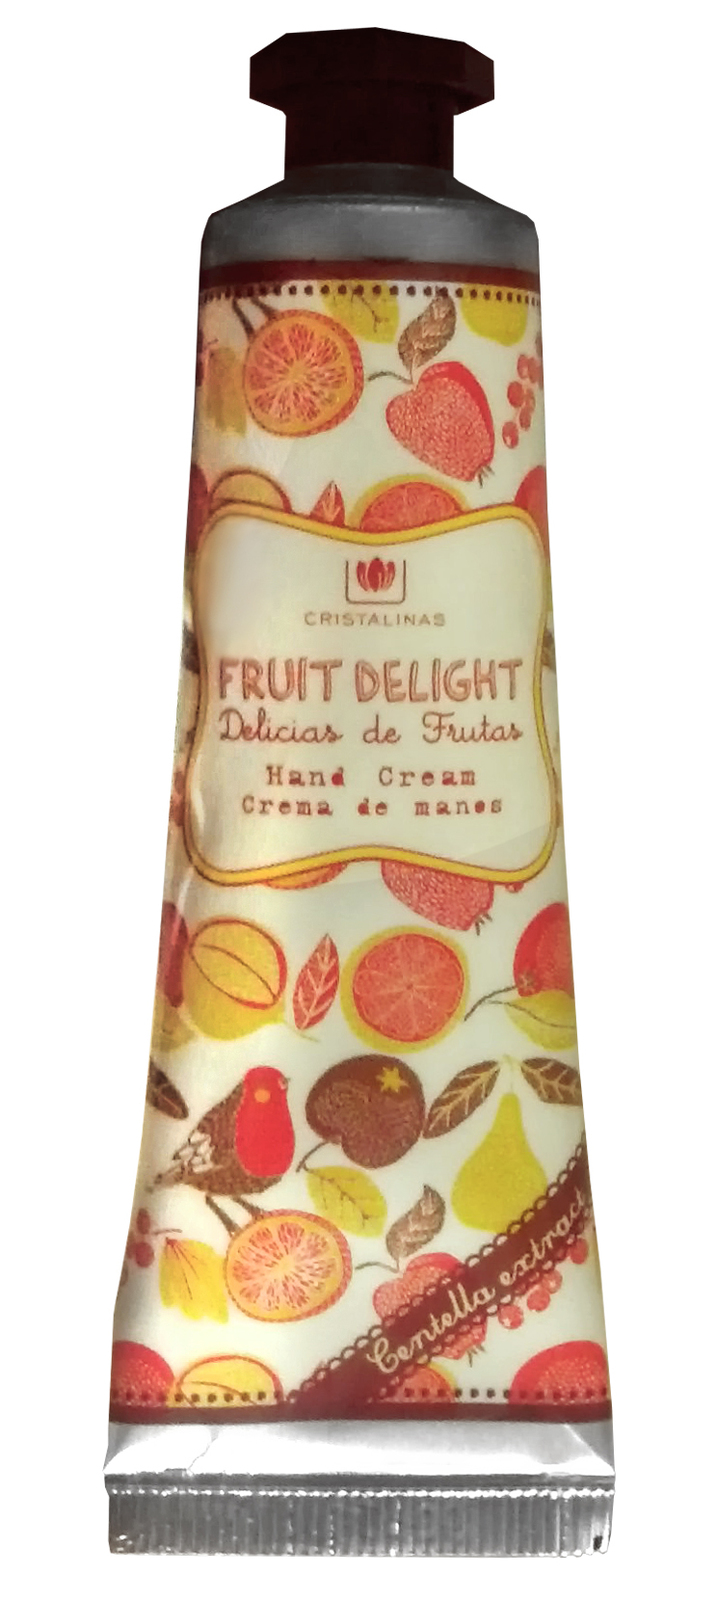 CRISTALINAS
FRUIT DELIGHT
Delicias de Frutas
Hand Cream
Crema de manos
Centella extract